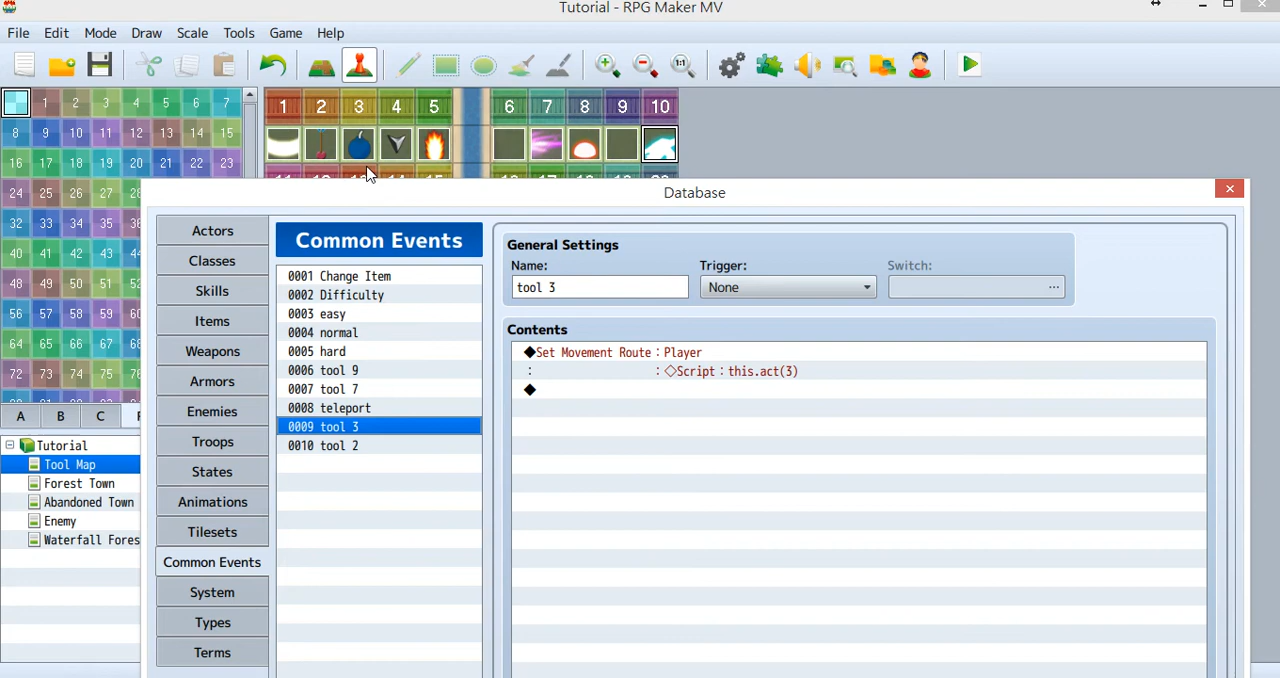 Tutorial - RPG Maker MV
File Edit Mode Draw Scale Tools Game Help
1 2 3 4 5 6 7
8 9 10 11 12 13 14 15
16 17 18 19 20 21 22 23
24 25 26 27
32 33 34 35
40 41 42 43
48 49 50 51
56 57 58 59
64 65 66 67
72 73 74 75
1 2 3 4 5 6 7 8 9 10
A B C
Tutorial
Tool Map
Forest Town
Abandoned Town
Enemy
Waterfall Fores
Database
Actors
Classes
Skills
Items
Weapons
Armors
Enemies
Troops
States
Animations
Tilesets
Common Events
System
Types
Terms
Common Events
0001 Change Item
0002 Difficulty
0003 easy
0004 normal
0005 hard
0006 tool 9
0007 tool 7
0008 teleport
0009 tool 3
0010 tool 2
General Settings
Name: Trigger: Switch:
tool 3 None ...
Contents
◆Set Movement Route：Player
：　：◇Script：this.act(3)
◆